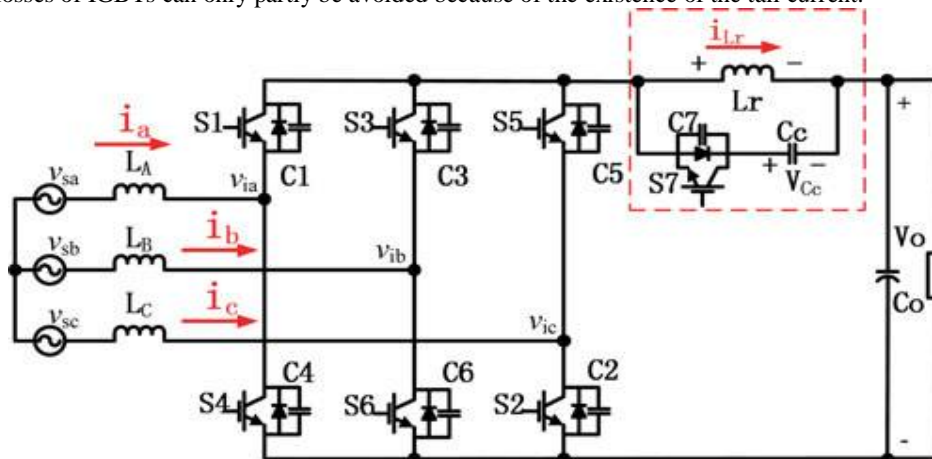 losses of IGBTs can only partly be avoided because of the existence of the tail current.
iLr
+ −
Lr
S1
S3
S5
C7
Cc
+ −
VCc
S7
C1
C3
C5
ia
LA
vsa
via
ib
LB
vsb
vib
ic
LC
vsc
vic
+
Vo
Co
-
C4
C6
C2
S4
S6
S2